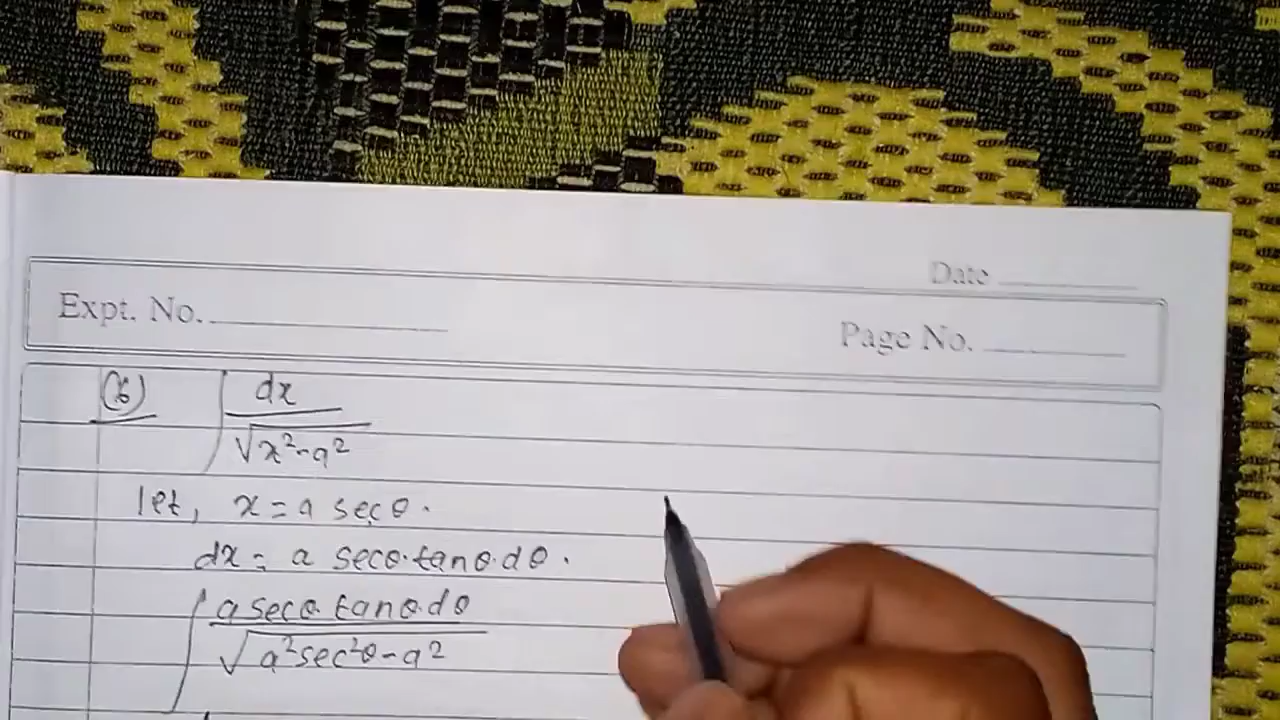 Date
Expt. No.
Page No.
(6) ∫ dx / √x²-a²
let, x = a secθ.
dx = a secθ·tanθ·dθ.
∫ a secθ tanθ·dθ / √a²sec²θ-a²